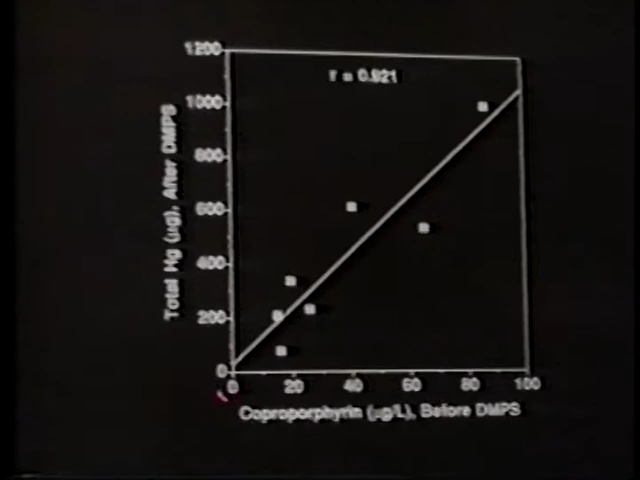 1200
r = 0.921
1000
800
600
400
200
0
0 20 40 60 80 100
Total Hg (µg), After DMPS
Coproporphyrin (µg/L), Before DMPS